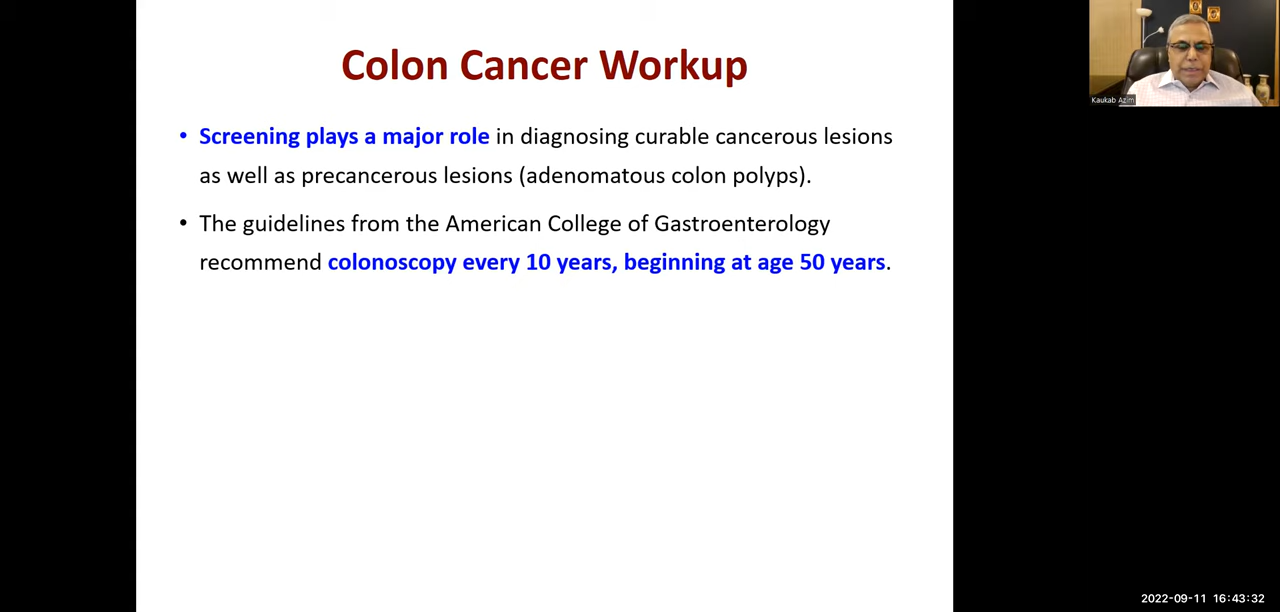 Colon Cancer Workup
• Screening plays a major role in diagnosing curable cancerous lesions
as well as precancerous lesions (adenomatous colon polyps).
• The guidelines from the American College of Gastroenterology
recommend colonoscopy every 10 years, beginning at age 50 years.
Kaukab Azim
2022-09-11 16:43:32